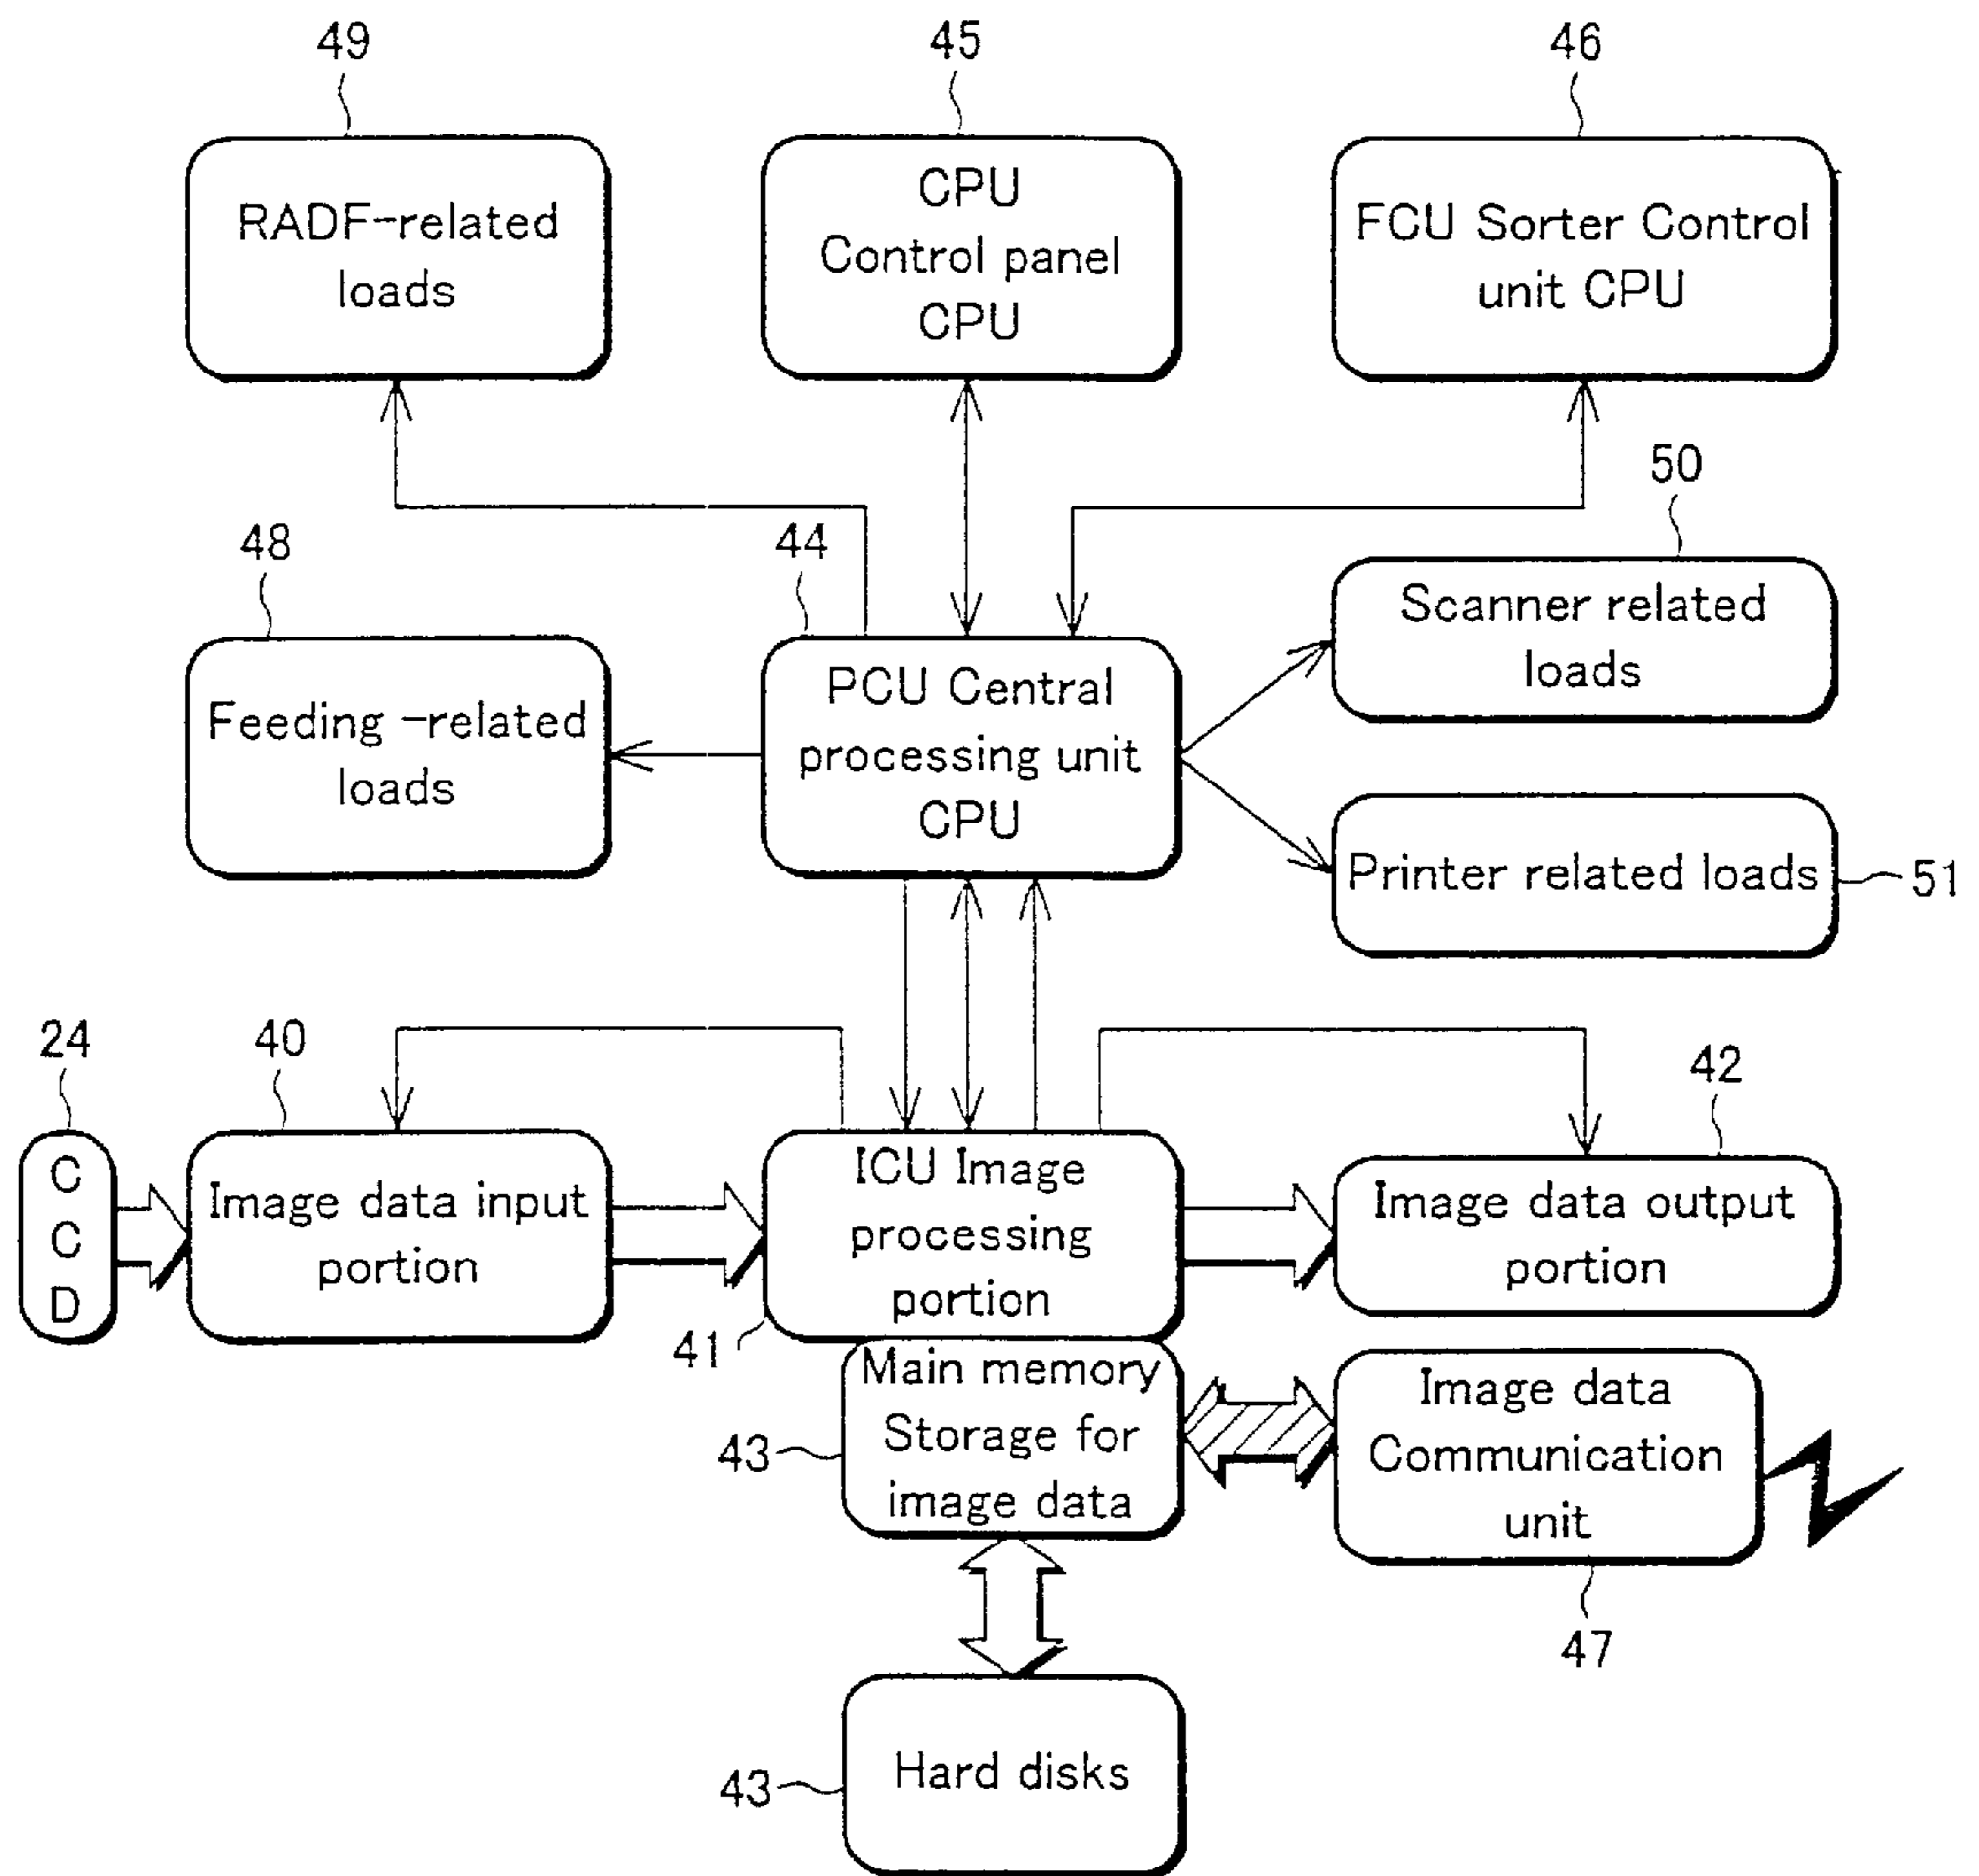 49
45
46
RADF-related
loads
CPU
Control panel
CPU
FCU Sorter Control
unit CPU
50
48
44
Scanner related
loads
Feeding -related
loads
PCU Central
processing unit
CPU
Printer related loads
51
24
40
42
C
C
D
Image data input
portion
ICU Image
processing
portion
41
Image data output
portion
Main memory
Storage for
image data
43
Image data
Communication
unit
47
Hard disks
43